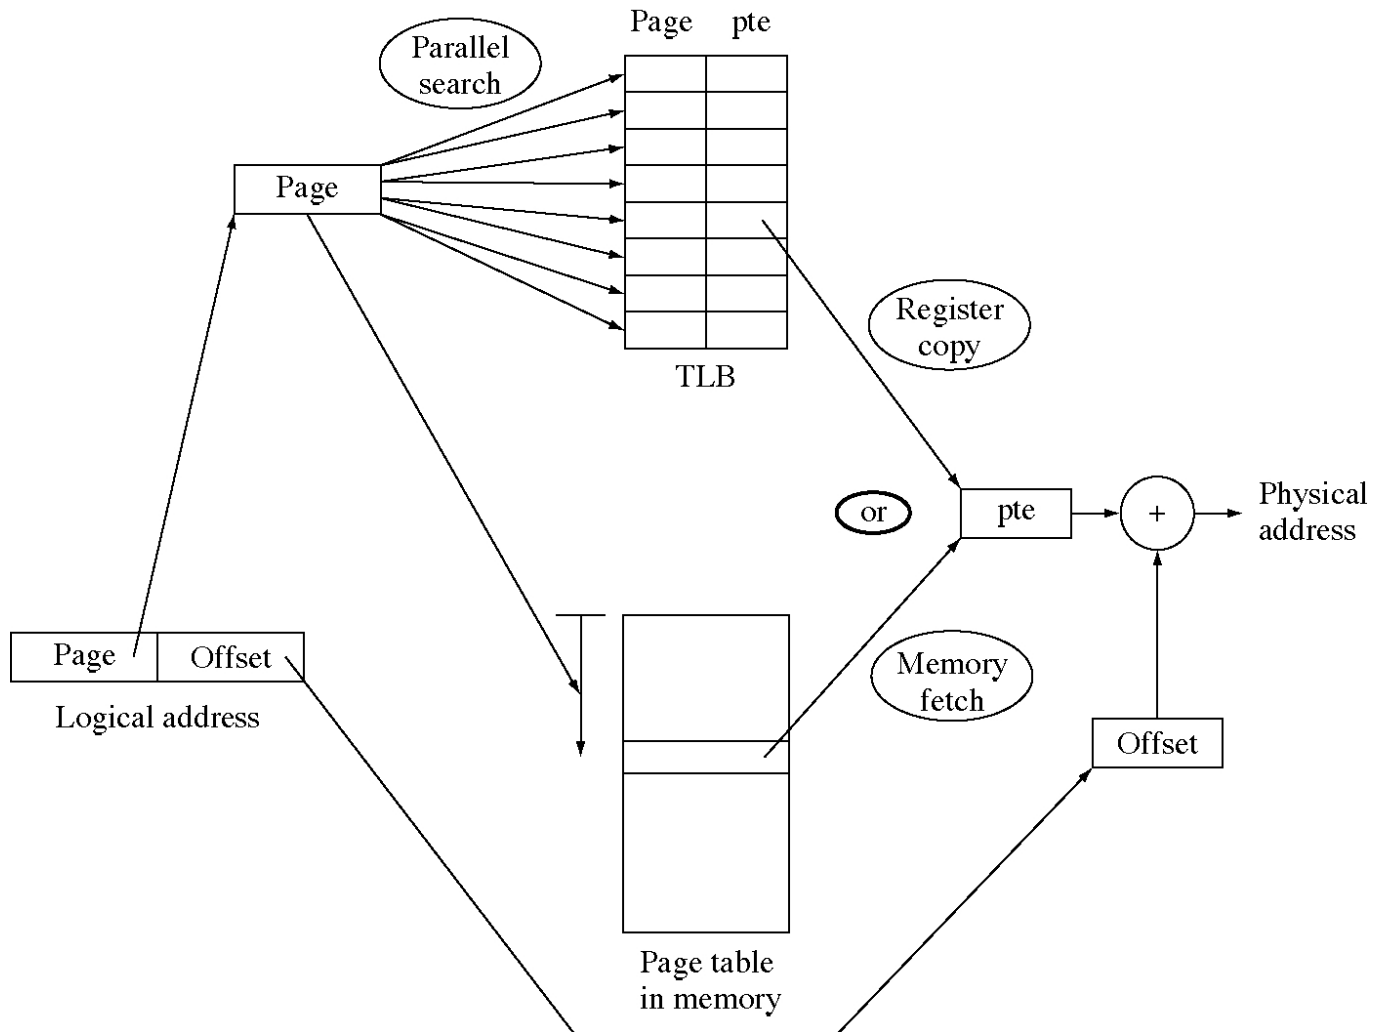 Page pte
Parallel
search
Page
TLB
Register
copy
or
pte
+
Physical
address
Page Offset
Logical address
Memory
fetch
Offset
Page table
in memory